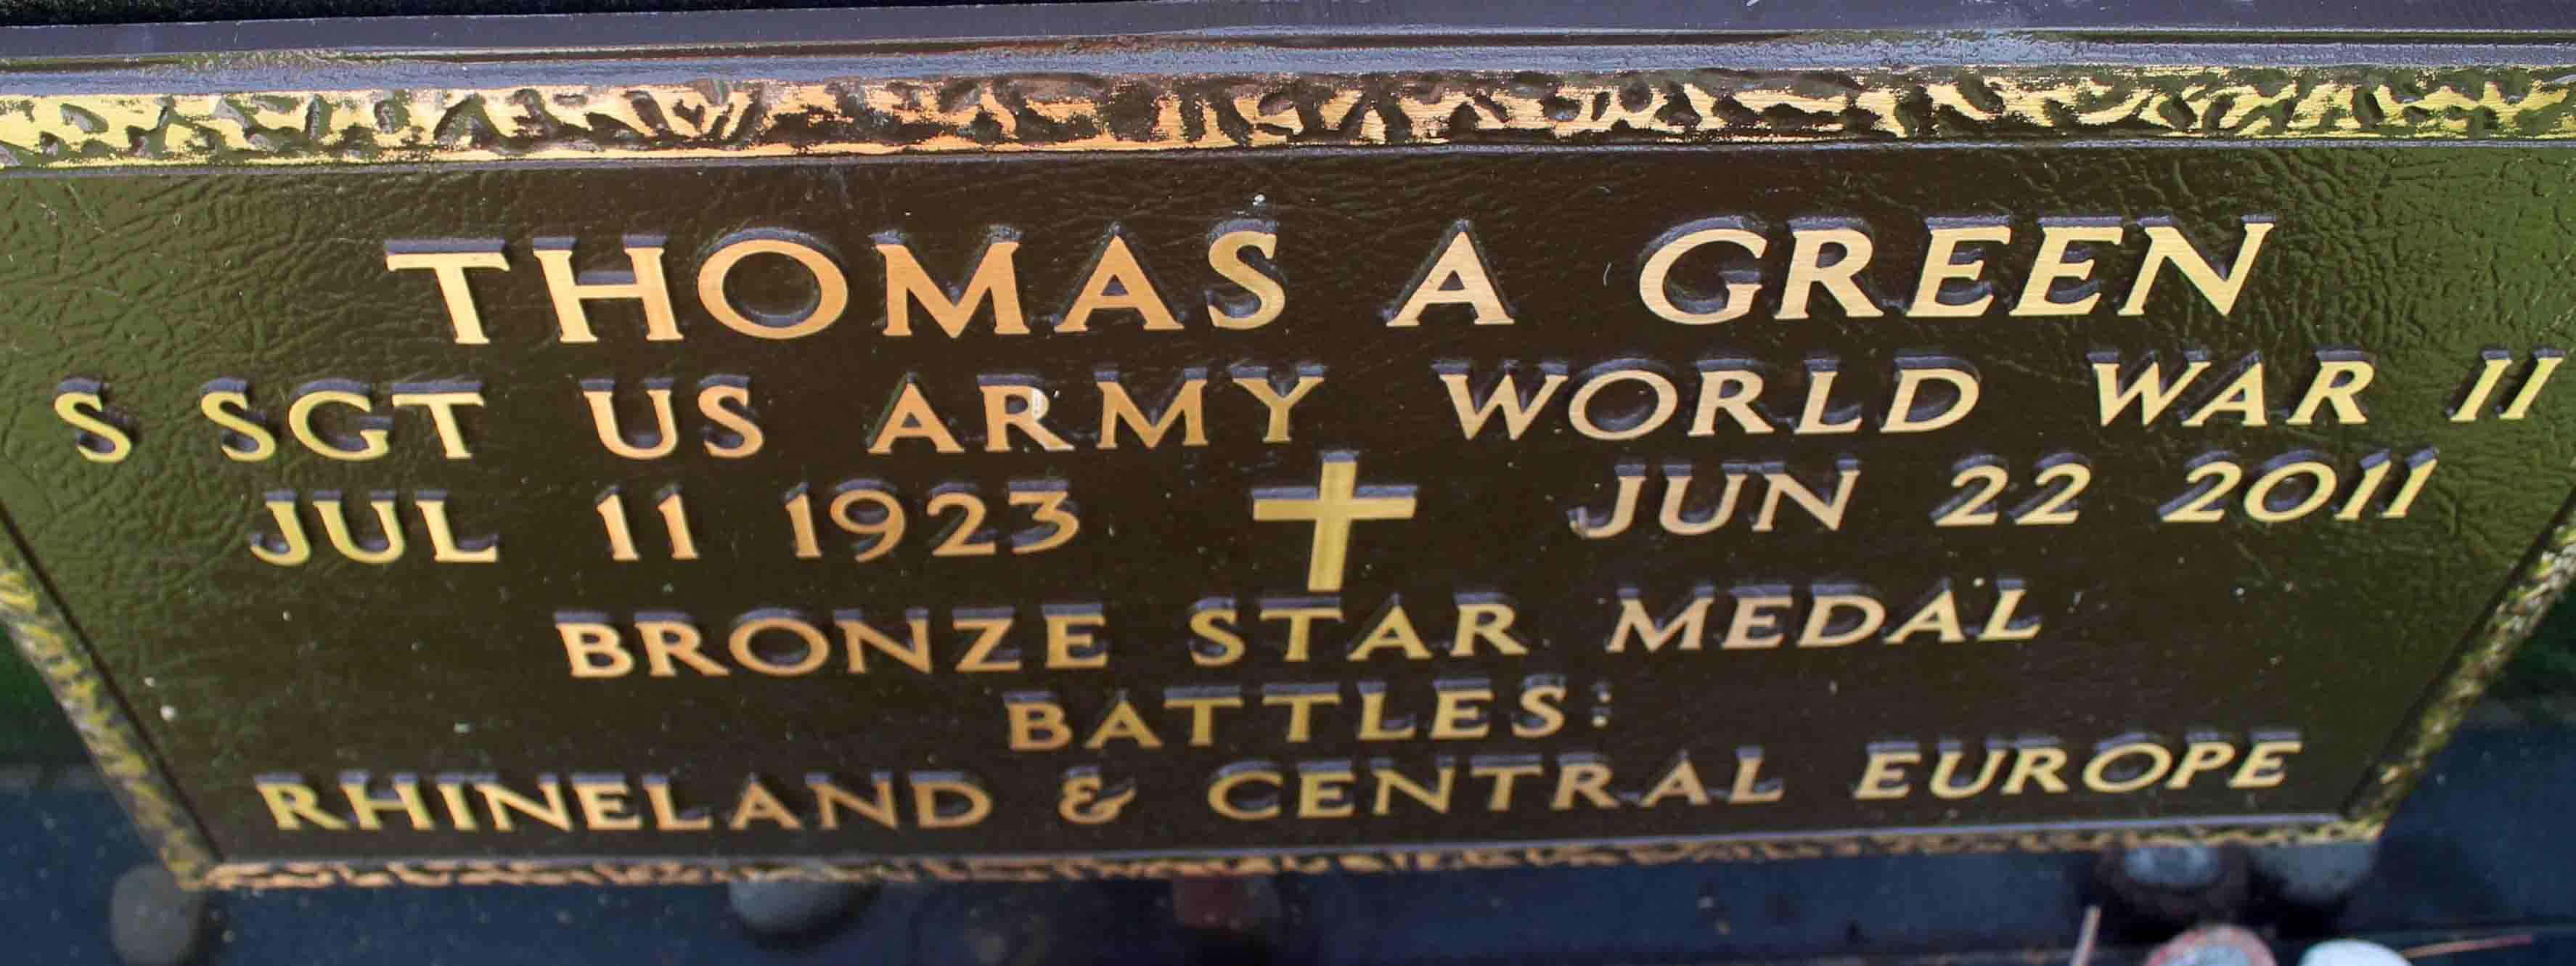 THOMAS A GREEN
S SGT US ARMY WORLD WAR II
JUL 11 1923 JUN 22 2011
BRONZE STAR MEDAL
BATTLES:
RHINELAND & CENTRAL EUROPE